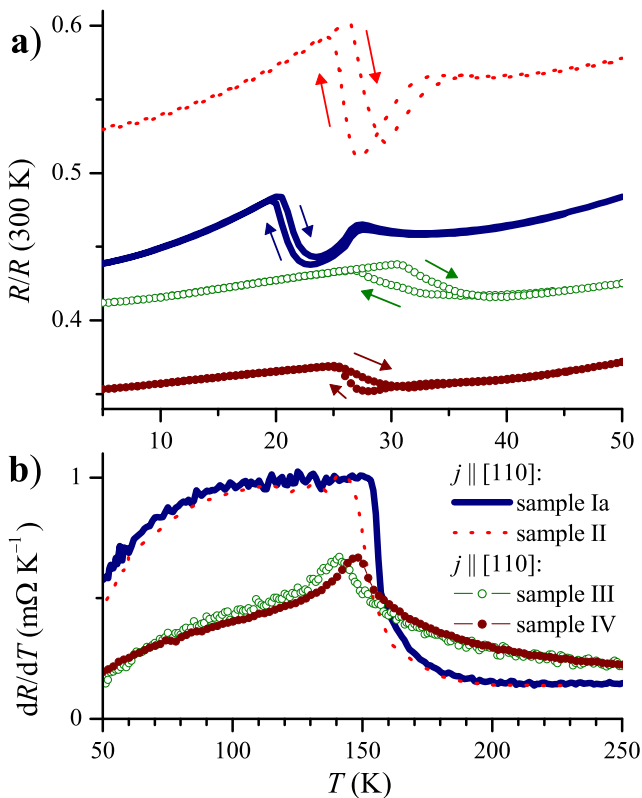 a)
0.6
0.5
0.4
R/R (300 K)
10 20 30 40 50
b)
1
0
dR/dT (mΩ K⁻¹)
j || [110]:
sample Ia
sample II
j || [110]:
sample III
sample IV
50 100 150 200 250
T (K)